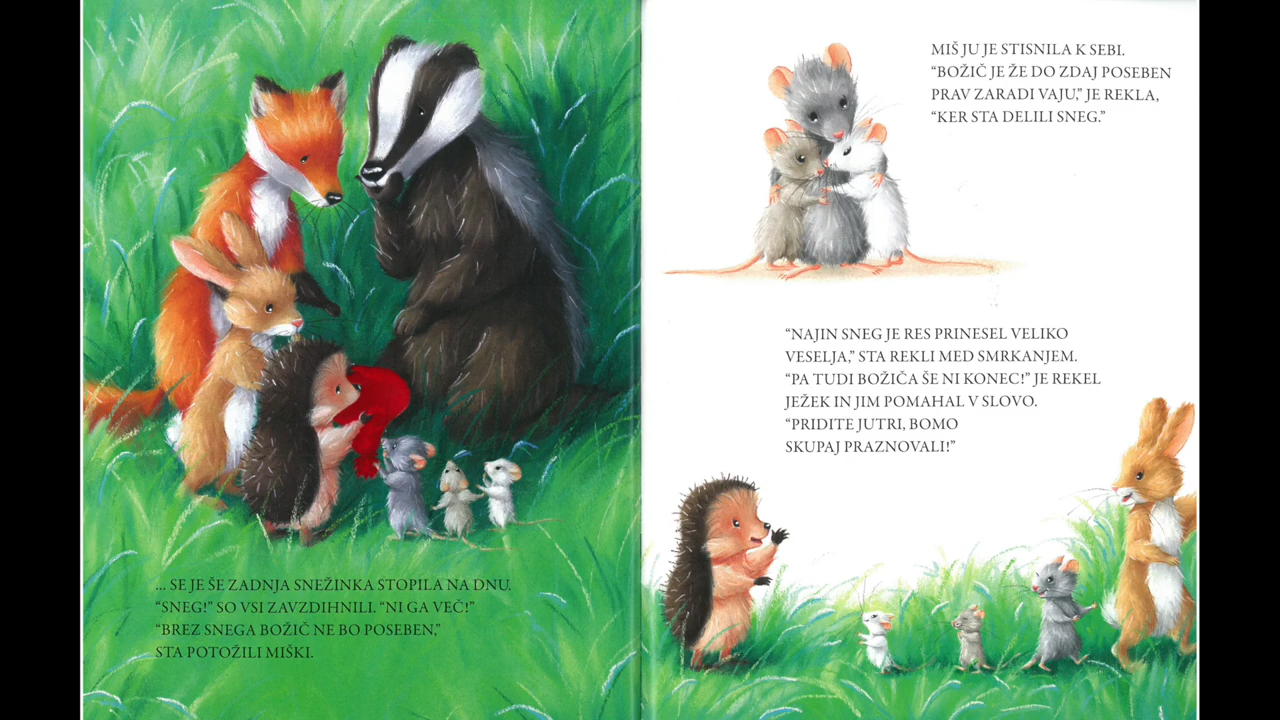 ... SE JE ŠE ZADNJA SNEŽINKA STOPILA NA DNU.
“SNEG!” SO VSI ZAVZDIHNILI. “NI GA VEČ!”
“BREZ SNEGA BOŽIČ NE BO POSEBEN,”
STA POTOŽILI MIŠKI.
MIŠ JU JE STISNILA K SEBI.
“BOŽIČ JE ŽE DO ZDAJ POSEBEN
PRAV ZARADI VAJU,” JE REKLA,
“KER STA DELILI SNEG.”
“NAJIN SNEG JE RES PRINESEL VELIKO
VESELJA,” STA REKLI MED SMRKANJEM.
“PA TUDI BOŽIČA ŠE NI KONEC!” JE REKEL
JEŽEK IN JIM POMAHAL V SLOVO.
“PRIDITE JUTRI, BOMO
SKUPAJ PRAZNOVALI!”